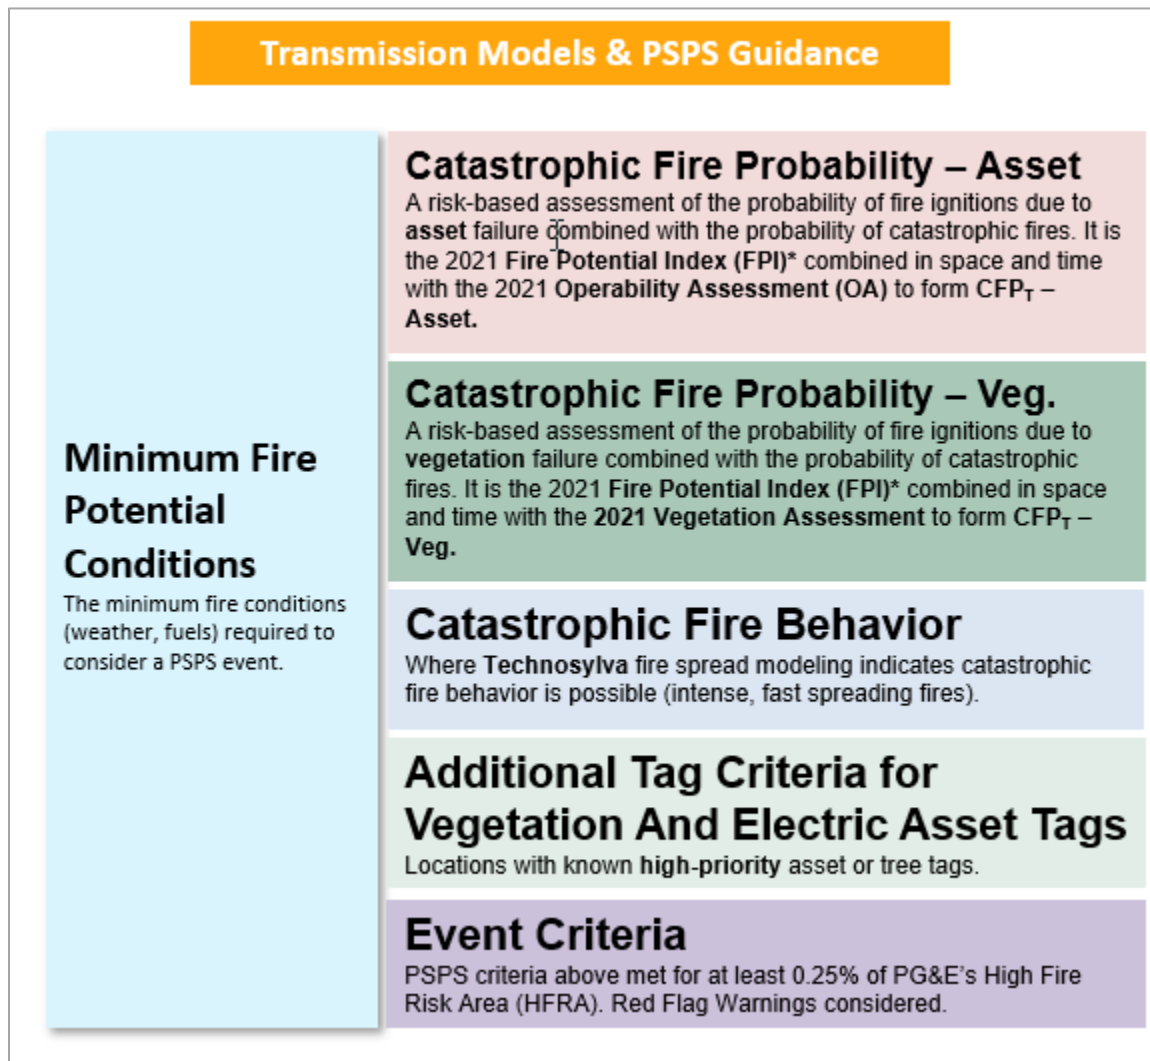 Transmission Models & PSPS Guidance
Minimum Fire
Potential
Conditions
The minimum fire conditions
(weather, fuels) required to
consider a PSPS event.
Catastrophic Fire Probability – Asset
A risk-based assessment of the probability of fire ignitions due to
asset failure combined with the probability of catastrophic fires. It is
the 2021 Fire Potential Index (FPI)* combined in space and time
with the 2021 Operability Assessment (OA) to form CFPT –
Asset.
Catastrophic Fire Probability – Veg.
A risk-based assessment of the probability of fire ignitions due to
vegetation failure combined with the probability of catastrophic
fires. It is the 2021 Fire Potential Index (FPI)* combined in space
and time with the 2021 Vegetation Assessment to form CFPT –
Veg.
Catastrophic Fire Behavior
Where Technosylva fire spread modeling indicates catastrophic
fire behavior is possible (intense, fast spreading fires).
Additional Tag Criteria for
Vegetation And Electric Asset Tags
Locations with known high-priority asset or tree tags.
Event Criteria
PSPS criteria above met for at least 0.25% of PG&E's High Fire
Risk Area (HFRA). Red Flag Warnings considered.